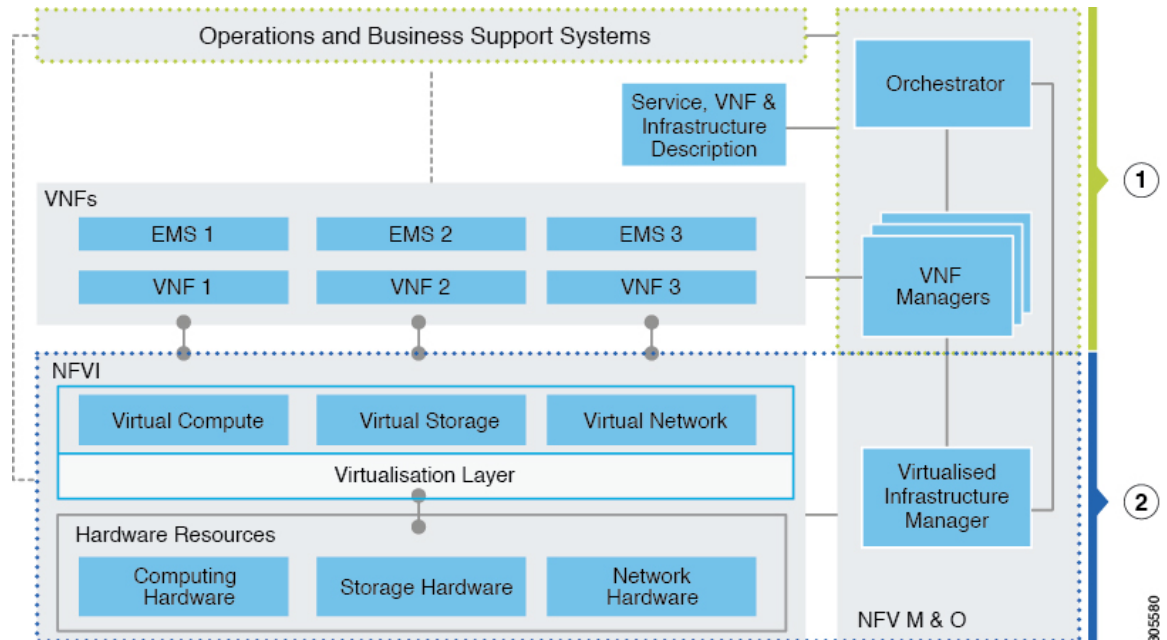 Operations and Business Support Systems
Orchestrator
Service, VNF &
Infrastructure
Description
1
VNFs
EMS 1
EMS 2
EMS 3
VNF 1
VNF 2
VNF 3
VNF
Managers
NFVI
Virtual Compute
Virtual Storage
Virtual Network
Virtualisation Layer
Virtualised
Infrastructure
Manager
2
Hardware Resources
Computing
Hardware
Storage Hardware
Network
Hardware
NFV M & O